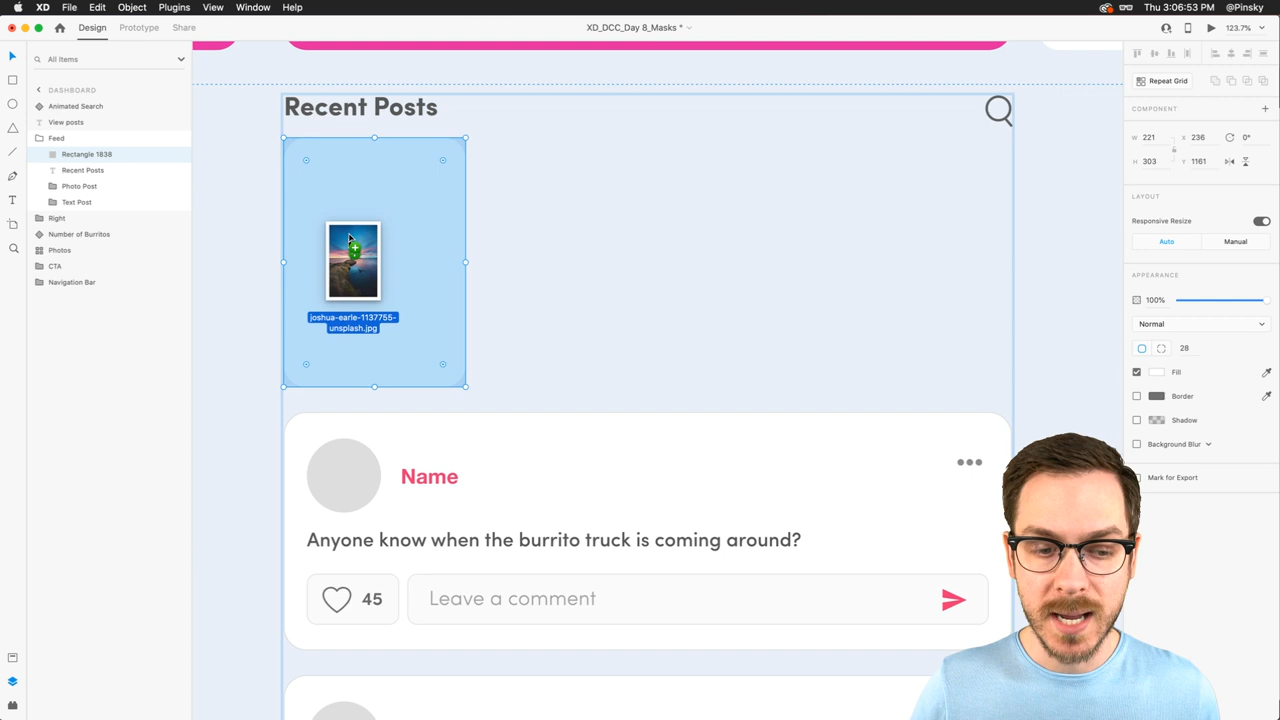 XD File Edit Object Plugins View Window Help
Thu 3:06:53 PM @Pinsky
Design Prototype Share
XD_DCC_Day 8_Masks *
123.7%
All Items
DASHBOARD
Animated Search
View posts
Feed
Rectangle 1838
Recent Posts
Photo Post
Text Post
Right
Number of Burritos
Photos
CTA
Navigation Bar
Recent Posts
joshua-earle-1137755-
unsplash.jpg
Name
Anyone know when the burrito truck is coming around?
45
Leave a comment
Repeat Grid
COMPONENT
W 221 X 236 0°
H 303 Y 1161
LAYOUT
Responsive Resize
Auto Manual
APPEARANCE
100%
Normal
28
Fill
Border
Shadow
Background Blur
Mark for Export